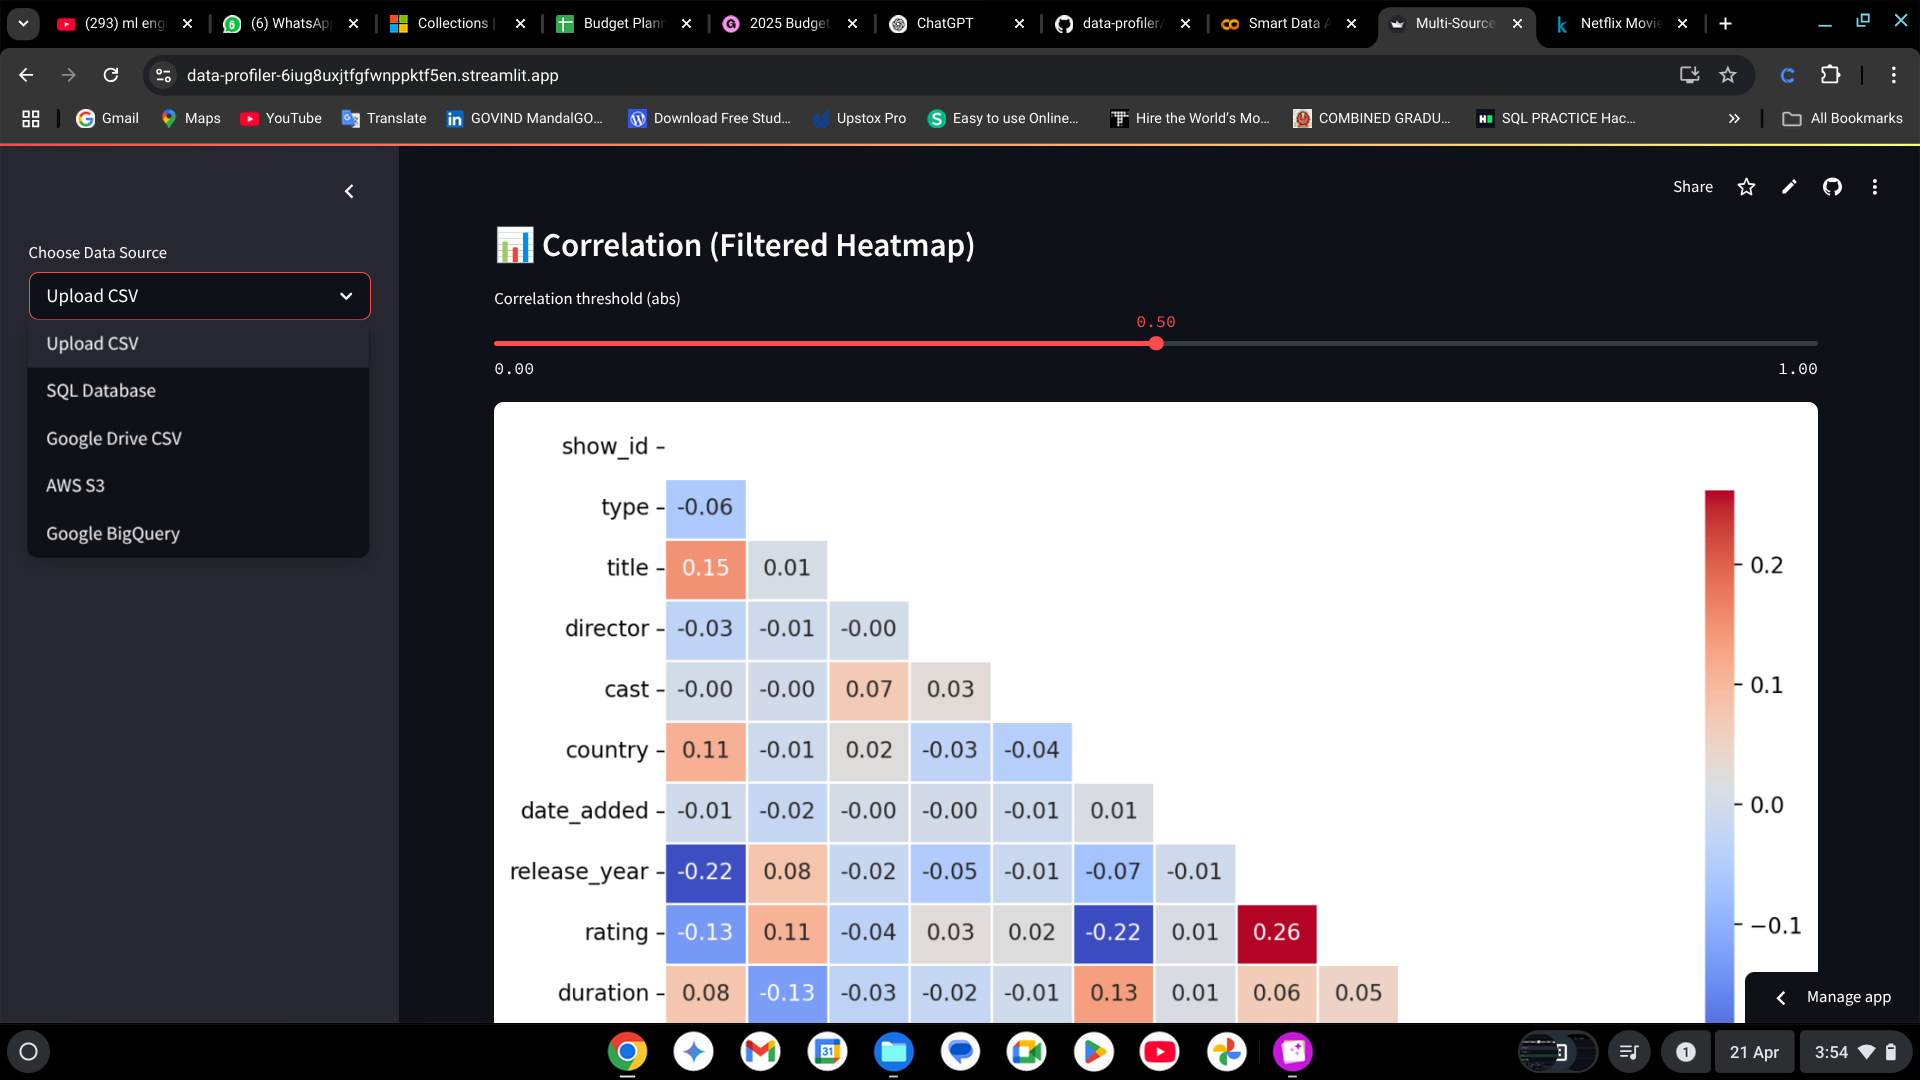 (293) ml eng
(6) WhatsAp
Collections
Budget Plan
2025 Budget
ChatGPT
data-profiler/
Smart Data A
Multi-Source
Netflix Movie
data-profiler-6iug8uxjtfgfwnppktf5en.streamlit.app
Gmail
Maps
YouTube
Translate
GOVIND MandalGO...
Download Free Stud...
Upstox Pro
Easy to use Online...
Hire the World's Mo...
COMBINED GRADU...
SQL PRACTICE Hac...
All Bookmarks
Share
Choose Data Source
Upload CSV
Upload CSV
SQL Database
Google Drive CSV
AWS S3
Google BigQuery
Correlation (Filtered Heatmap)
Correlation threshold (abs)
0.50
0.00 1.00
show_id
type -0.06
title 0.15 0.01
director -0.03 -0.01 -0.00
cast -0.00 -0.00 0.07 0.03
country 0.11 -0.01 0.02 -0.03 -0.04
date_added -0.01 -0.02 -0.00 -0.00 -0.01 0.01
release_year -0.22 0.08 -0.02 -0.05 -0.01 -0.07 -0.01
rating -0.13 0.11 -0.04 0.03 0.02 -0.22 0.01 0.26
duration 0.08 -0.13 -0.03 -0.02 -0.01 0.13 0.01 0.06 0.05
0.2
0.1
0.0
−0.1
Manage app
31
1
21 Apr
3:54